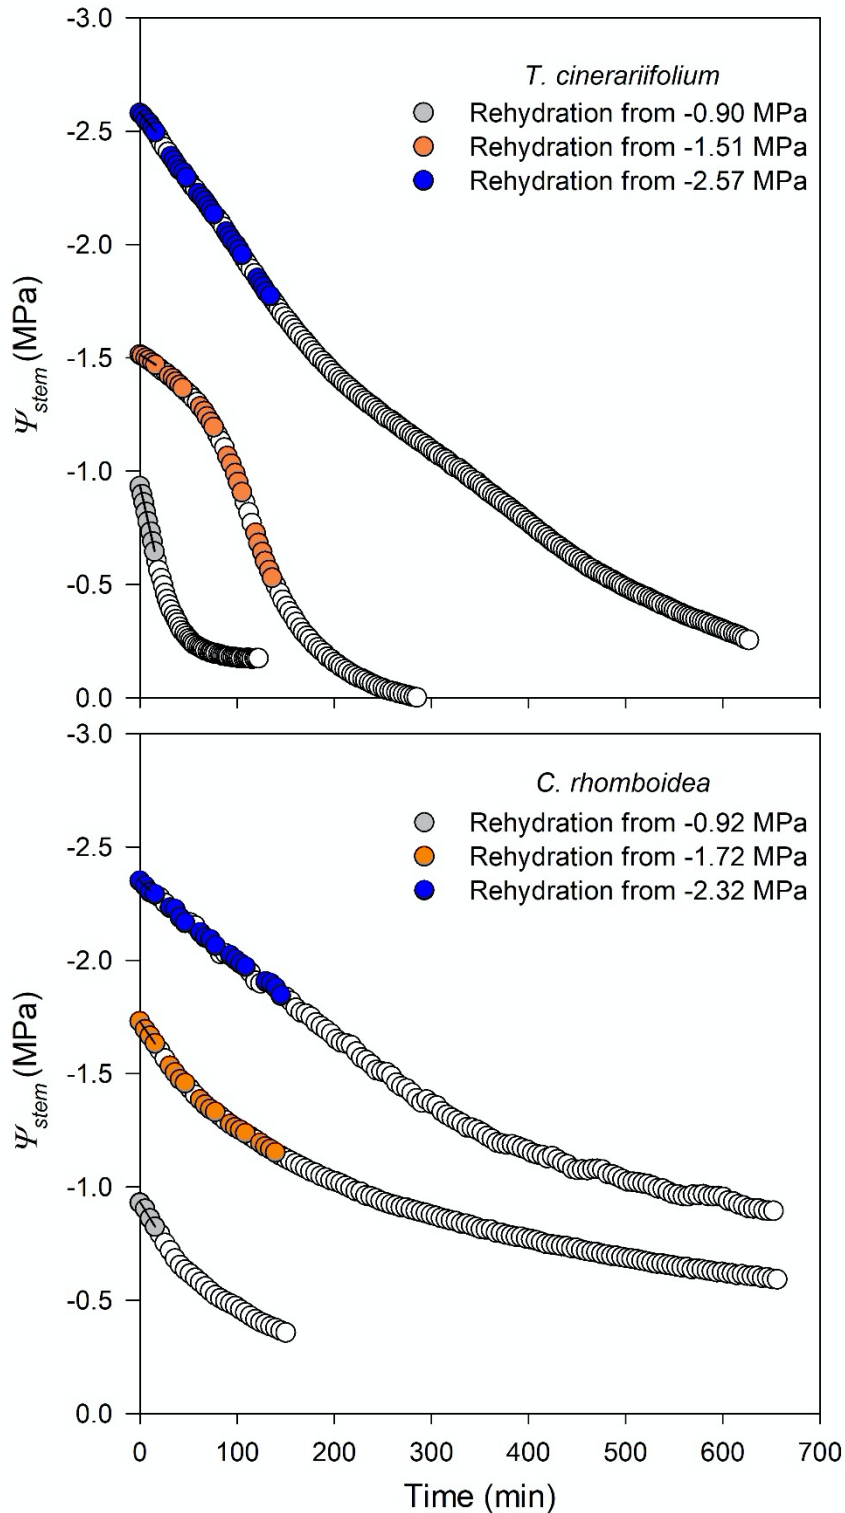 -3.0
T. cinerariifolium
Rehydration from -0.90 MPa
-2.5
Rehydration from -1.51 MPa
Rehydration from -2.57 MPa
-2.0
Ψstem (MPa)
-1.5
-1.0
-0.5
0.0
-3.0
C. rhomboidea
Rehydration from -0.92 MPa
-2.5
Rehydration from -1.72 MPa
Rehydration from -2.32 MPa
-2.0
Ψstem (MPa)
-1.5
-1.0
-0.5
0.0
0 100 200 300 400 500 600 700
Time (min)